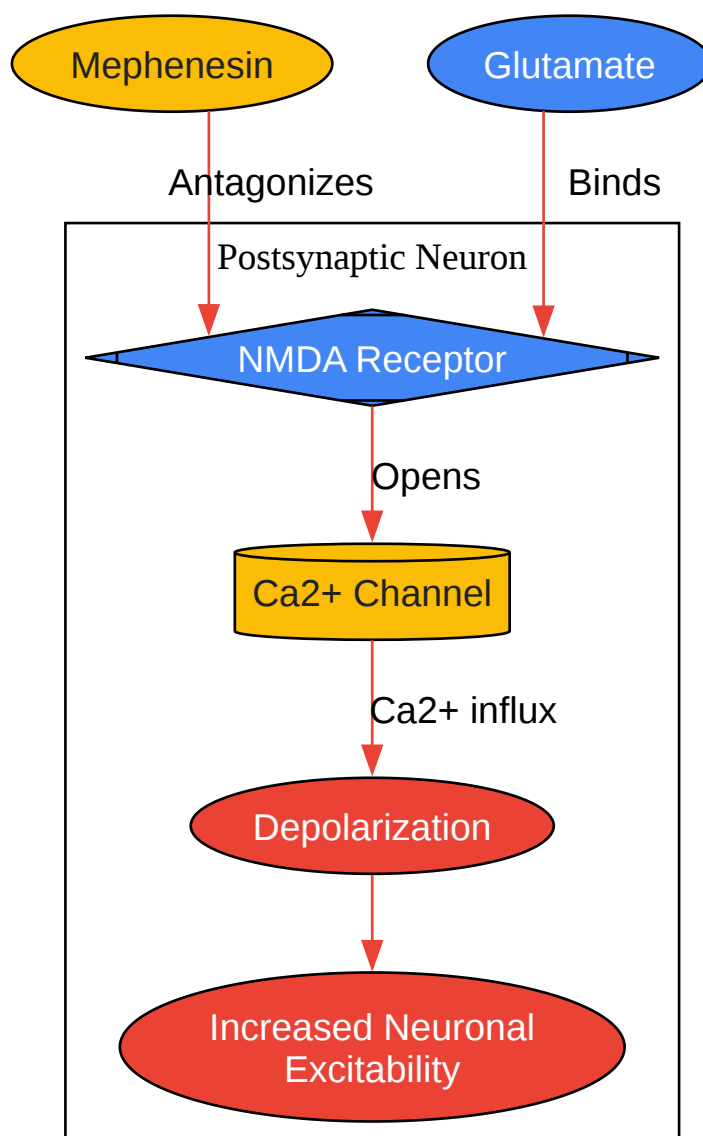 Mephenesin
Glutamate
Antagonizes
Binds
Postsynaptic Neuron
NMDA Receptor
Opens
Ca2+ Channel
Ca2+ influx
Depolarization
Increased Neuronal
Excitability